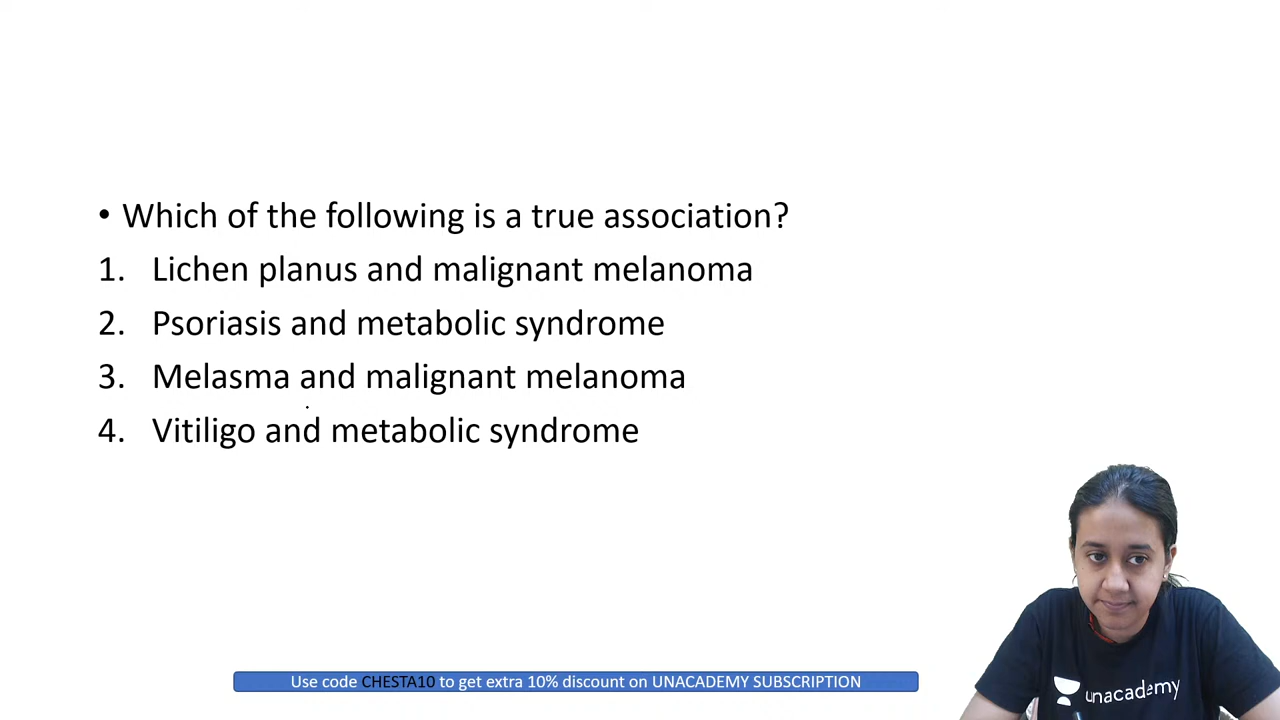 • Which of the following is a true association?
1. Lichen planus and malignant melanoma
2. Psoriasis and metabolic syndrome
3. Melasma and malignant melanoma
4. Vitiligo and metabolic syndrome
Use code CHESTA10 to get extra 10% discount on UNACADEMY SUBSCRIPTION
unacademy